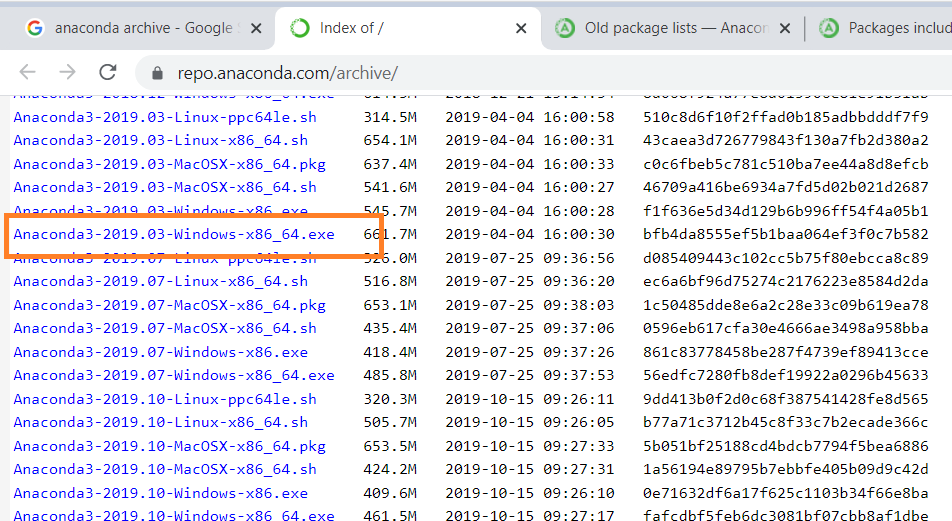 anaconda archive - Google
Index of /
Old package lists — Anacon
Packages includ
repo.anaconda.com/archive/
Anaconda3-2018.12-Windows-x86_64.exe
Anaconda3-2019.03-Linux-ppc64le.sh 314.5M 2019-04-04 16:00:58 510c8d6f10f2ffad0b185adbbdddf7f9
Anaconda3-2019.03-Linux-x86_64.sh 654.1M 2019-04-04 16:00:31 43caea3d726779843f130a7fb2d380a2
Anaconda3-2019.03-MacOSX-x86_64.pkg 637.4M 2019-04-04 16:00:33 c0c6fbeb5c781c510ba7ee44a8d8efcb
Anaconda3-2019.03-MacOSX-x86_64.sh 541.6M 2019-04-04 16:00:27 46709a416be6934a7fd5d02b021d2687
Anaconda3-2019.03-Windows-x86.exe 545.7M 2019-04-04 16:00:28 f1f636e5d34d129b6b996ff54f4a05b1
Anaconda3-2019.03-Windows-x86_64.exe 661.7M 2019-04-04 16:00:30 bfb4da8555ef5b1baa064ef3f0c7b582
Anaconda3-2019.07-Linux-ppc64le.sh 326.0M 2019-07-25 09:36:56 d085409443c102cc5b75f80ebcca8c89
Anaconda3-2019.07-Linux-x86_64.sh 516.8M 2019-07-25 09:36:20 ec6a6bf96d75274c2176223e8584d2da
Anaconda3-2019.07-MacOSX-x86_64.pkg 653.1M 2019-07-25 09:38:03 1c50485dde8e6a2c28e33c09b619ea78
Anaconda3-2019.07-MacOSX-x86_64.sh 435.4M 2019-07-25 09:37:06 0596eb617cfa30e4666ae3498a958bba
Anaconda3-2019.07-Windows-x86.exe 418.4M 2019-07-25 09:37:26 861c83778458be287f4739ef89413cce
Anaconda3-2019.07-Windows-x86_64.exe 485.8M 2019-07-25 09:37:53 56edfc7280fb8def19922a0296b45633
Anaconda3-2019.10-Linux-ppc64le.sh 320.3M 2019-10-15 09:26:11 9dd413b0f2d0c68f387541428fe8d565
Anaconda3-2019.10-Linux-x86_64.sh 505.7M 2019-10-15 09:26:05 b77a71c3712b45c8f33c7b2ecade366c
Anaconda3-2019.10-MacOSX-x86_64.pkg 653.5M 2019-10-15 09:27:33 5b051bf25188cd4bdcb7794f5bea6886
Anaconda3-2019.10-MacOSX-x86_64.sh 424.2M 2019-10-15 09:27:31 1a56194e89795b7ebbfe405b09d9c42d
Anaconda3-2019.10-Windows-x86.exe 409.6M 2019-10-15 09:26:10 0e71632df6a17f625c1103b34f66e8ba
Anaconda3-2019.10-Windows-x86_64.exe 461.5M 2019-10-15 09:27:17 fafcdbf5feb6dc3081bf07cbb8af1dbe